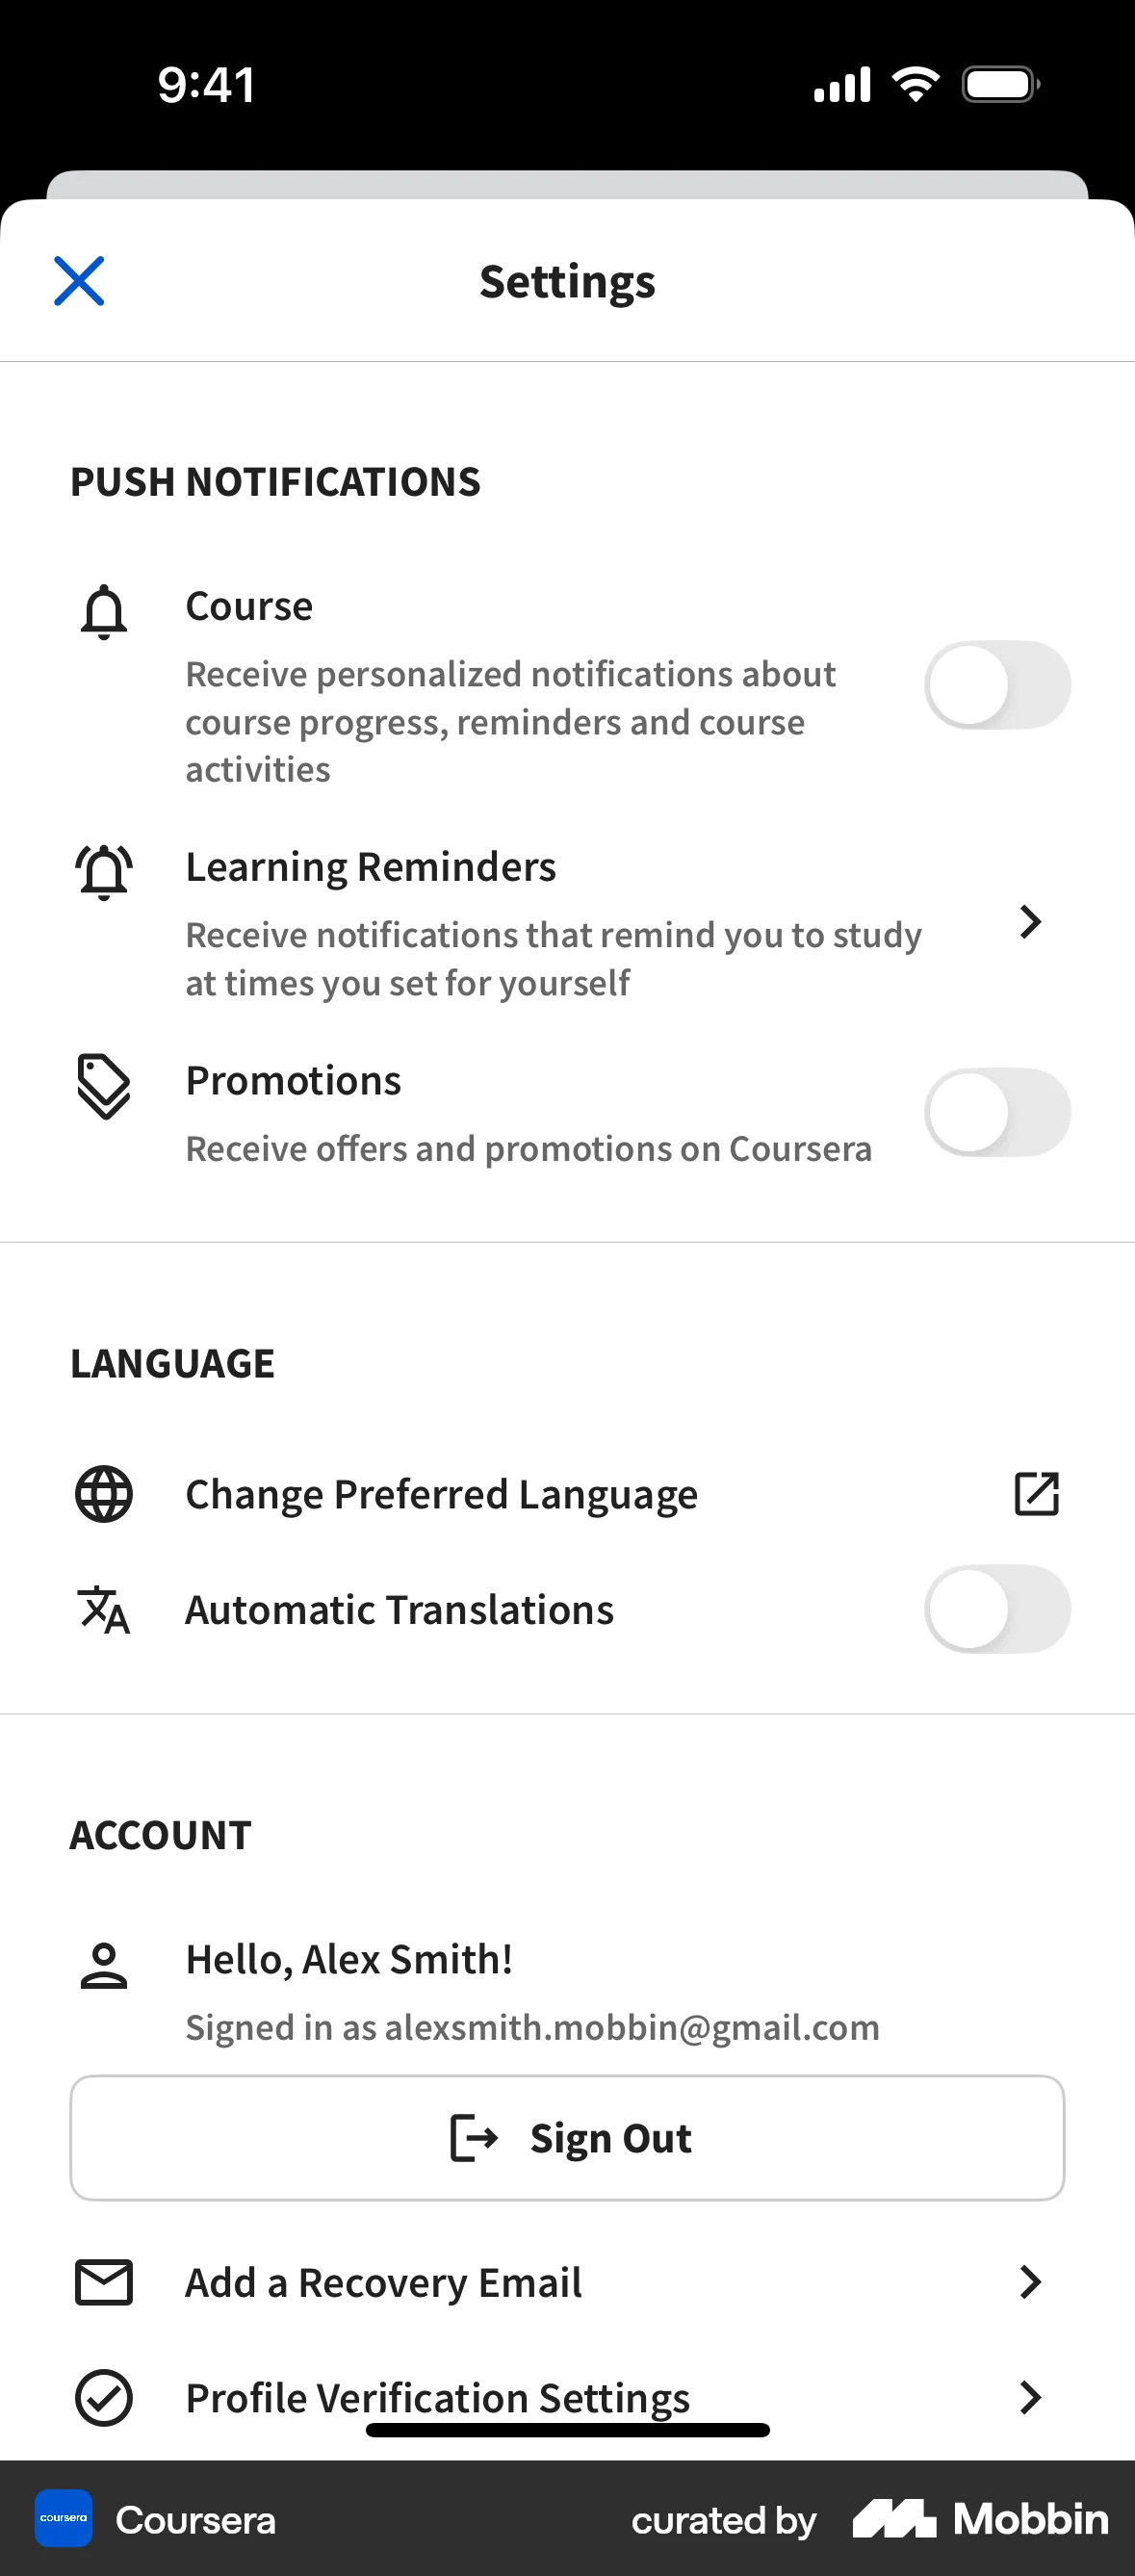 9:41
Settings
PUSH NOTIFICATIONS
Course
Receive personalized notifications about
course progress, reminders and course
activities
Learning Reminders
Receive notifications that remind you to study
at times you set for yourself
Promotions
Receive offers and promotions on Coursera
LANGUAGE
Change Preferred Language
Automatic Translations
ACCOUNT
Hello, Alex Smith!
Signed in as alexsmith.mobbin@gmail.com
Sign Out
Add a Recovery Email
Profile Verification Settings
coursera Coursera curated by Mobbin